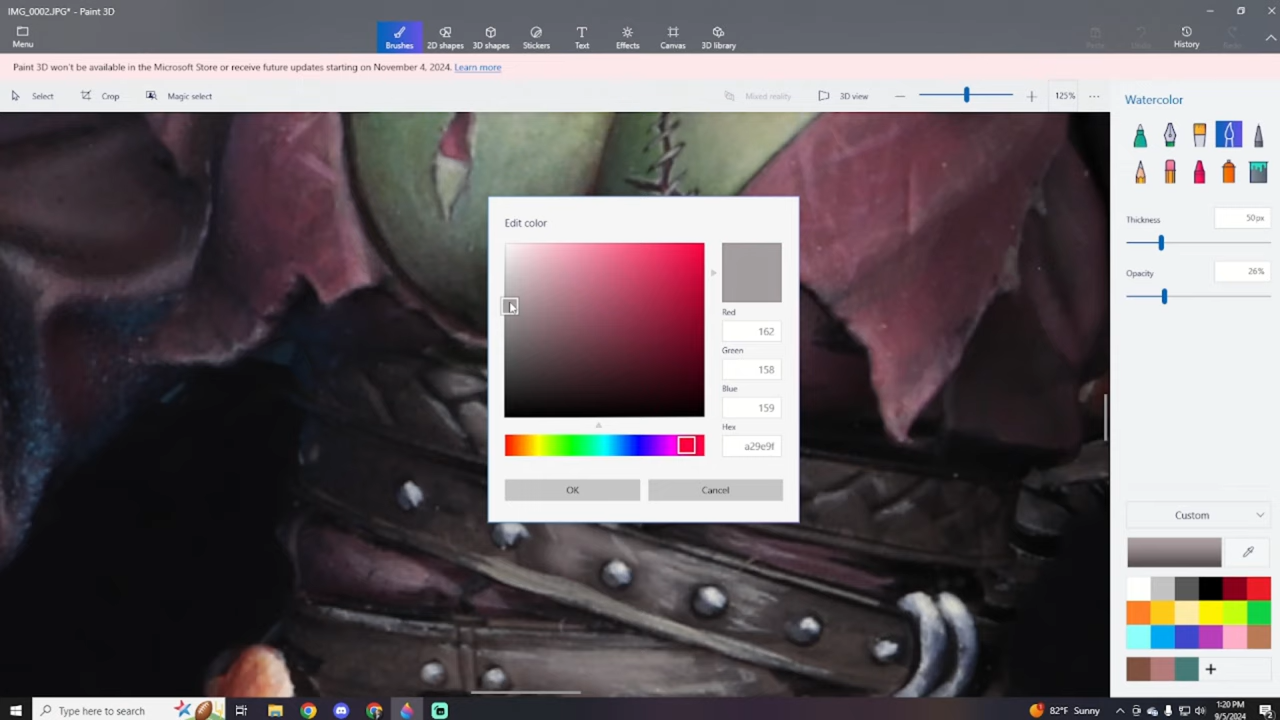 IMG_0002.JPG* - Paint 3D
Menu
Brushes
2D shapes
3D shapes
Stickers
Text
Effects
Canvas
3D library
Paste
Undo
History
Redo
Paint 3D won't be available in the Microsoft Store or receive future updates starting on November 4, 2024. Learn more
Select
Crop
Magic select
Mixed reality
3D view
125%
Watercolor
Thickness
50px
Opacity
26%
Edit color
Red
162
Green
158
Blue
159
Hex
a29e9f
OK
Cancel
Custom
Type here to search
82°F Sunny
1:20 PM
9/5/2024